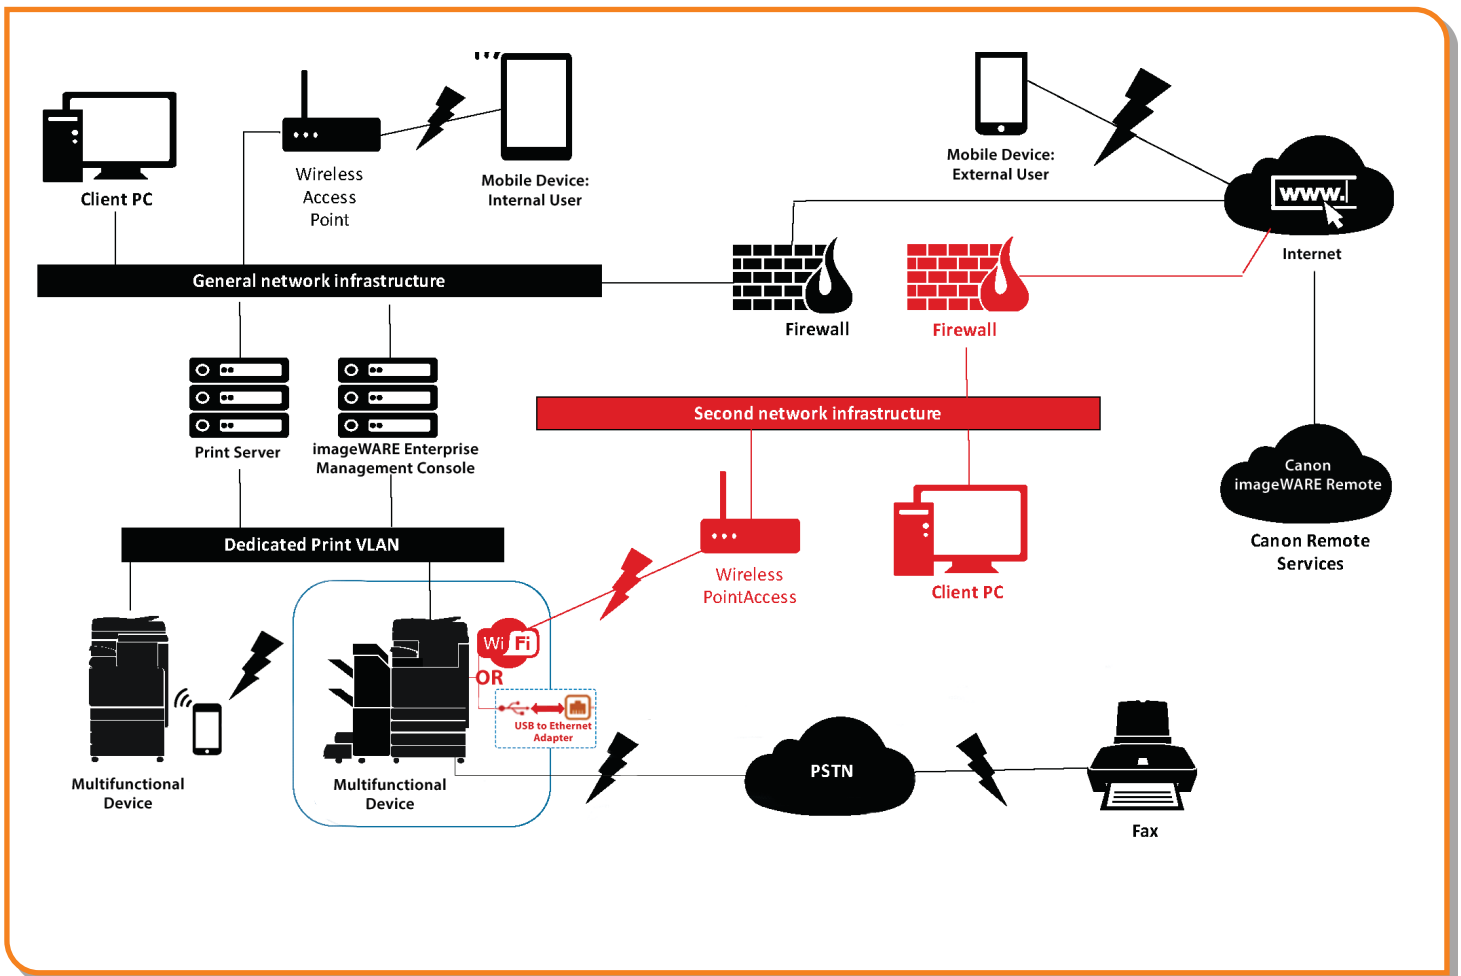 Client PC
Wireless
Access
Point
Mobile Device:
Internal User
Mobile Device:
External User
www.
Internet
General network infrastructure
Firewall
Firewall
Second network infrastructure
Print Server
imageWARE Enterprise
Management Console
Canon
imageWARE Remote
Canon Remote
Services
Dedicated Print VLAN
Wireless
PointAccess
Client PC
Wi Fi
OR
USB to Ethernet
Adapter
Multifunctional
Device
Multifunctional
Device
PSTN
Fax